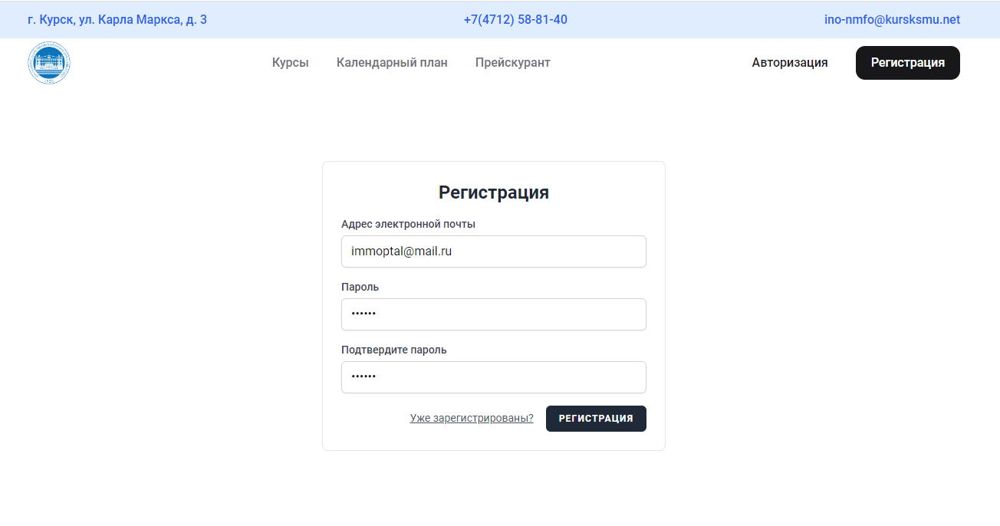 г. Курск, ул. Карла Маркса, д. 3
+7(4712) 58-81-40
ino-nmfo@kursksmu.net
Курсы
Календарный план
Прейскурант
Авторизация
Регистрация
Регистрация
Адрес электронной почты
immoptal@mail.ru
Пароль
••••••
Подтвердите пароль
••••••
Уже зарегистрированы?
РЕГИСТРАЦИЯ